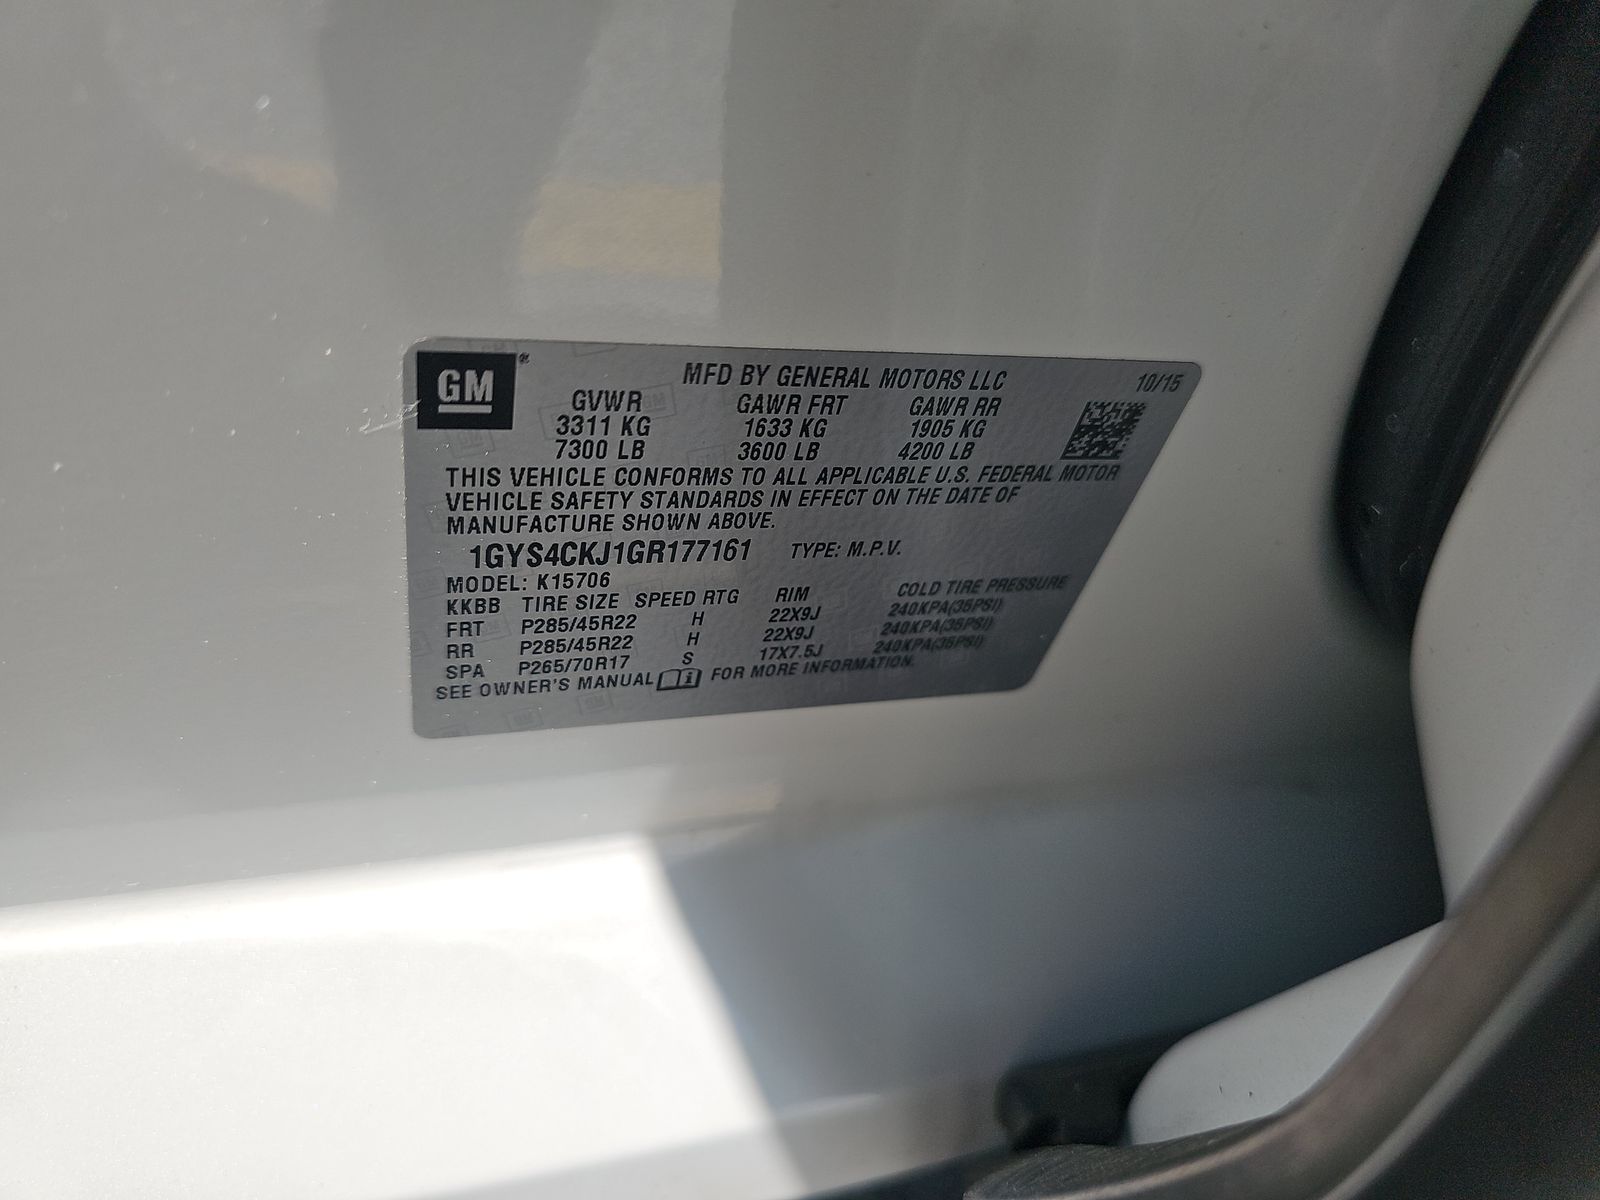 GM®
MFD BY GENERAL MOTORS LLC 10/15
GVWR GAWR FRT GAWR RR
3311 KG 1633 KG 1905 KG
7300 LB 3600 LB 4200 LB
THIS VEHICLE CONFORMS TO ALL APPLICABLE U.S. FEDERAL MOTOR
VEHICLE SAFETY STANDARDS IN EFFECT ON THE DATE OF
MANUFACTURE SHOWN ABOVE.
1GYS4CKJ1GR177161 TYPE: M.P.V.
MODEL: K15706
KKBB TIRE SIZE SPEED RTG RIM COLD TIRE PRESSURE
FRT P285/45R22 H 22X9J 240KPA(35PSI)
RR P285/45R22 H 22X9J 240KPA(35PSI)
SPA P265/70R17 S 17X7.5J 240KPA(35PSI)
SEE OWNER'S MANUAL FOR MORE INFORMATION.